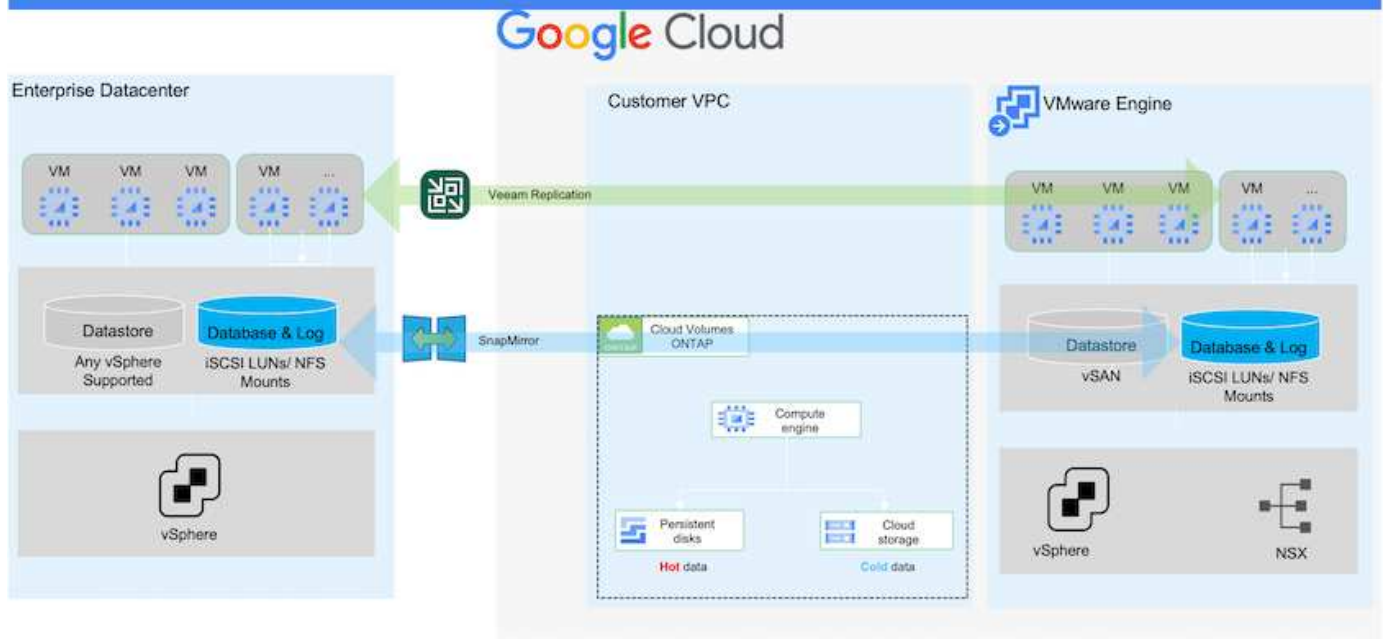 Google Cloud
Enterprise Datacenter
VM VM VM VM ...
Datastore
Any vSphere
Supported
Database & Log
iSCSI LUNs/ NFS
Mounts
vSphere
Veeam Replication
SnapMirror
Customer VPC
Cloud Volumes
ONTAP
Compute
engine
Persistent
disks
Hot data
Cloud
storage
Cold data
VMware Engine
VM VM VM VM ...
Datastore
vSAN
Database & Log
iSCSI LUNs/ NFS
Mounts
vSphere
NSX